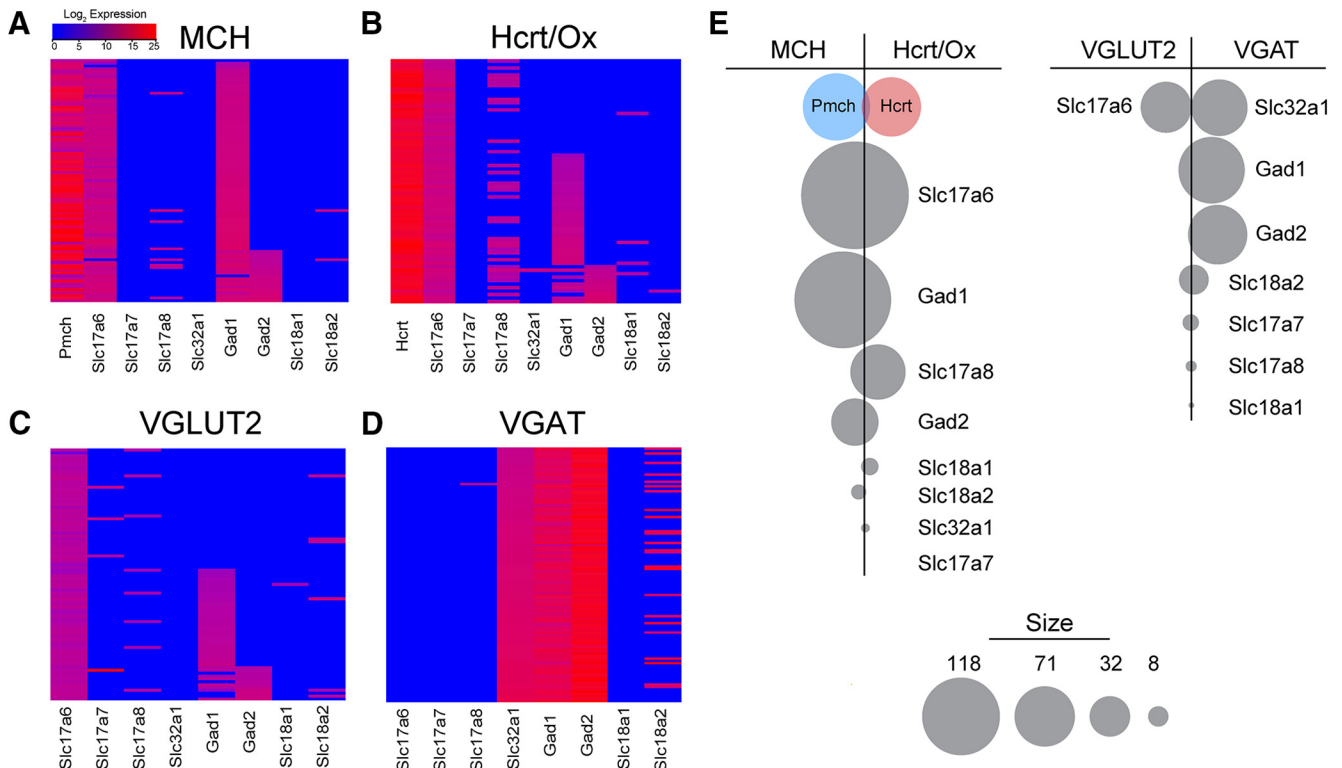 A
Log2 Expression
0 5 10 15 25
MCH
Pmch
Slc17a6
Slc17a7
Slc17a8
Slc32a1
Gad1
Gad2
Slc18a1
Slc18a2
B
Hcrt/Ox
Hcrt
Slc17a6
Slc17a7
Slc17a8
Slc32a1
Gad1
Gad2
Slc18a1
Slc18a2
C
VGLUT2
Slc17a6
Slc17a7
Slc17a8
Slc32a1
Gad1
Gad2
Slc18a1
Slc18a2
D
VGAT
Slc17a6
Slc17a7
Slc17a8
Slc32a1
Gad1
Gad2
Slc18a1
Slc18a2
E
MCH Hcrt/Ox
Pmch Hcrt
Slc17a6
Gad1
Slc17a8
Gad2
Slc18a1
Slc18a2
Slc32a1
Slc17a7
VGLUT2 VGAT
Slc17a6 Slc32a1
Gad1
Gad2
Slc18a2
Slc17a7
Slc17a8
Slc18a1
Size
118 71 32 8